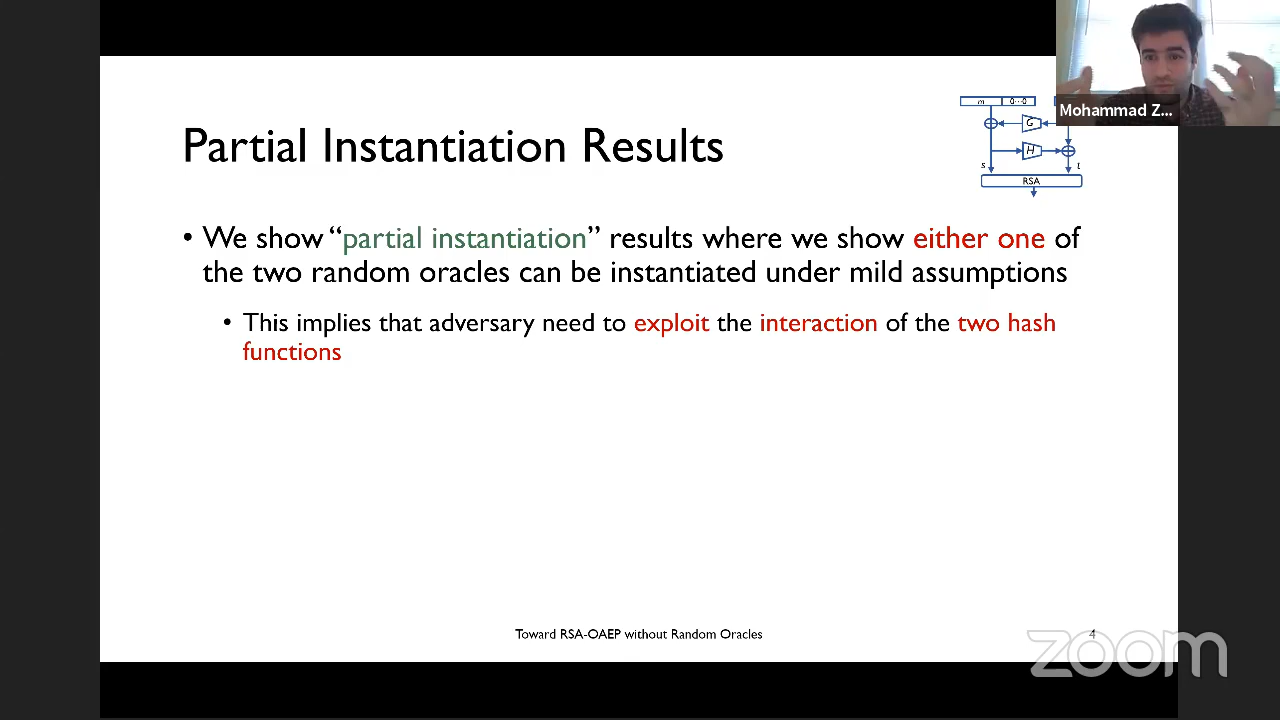 Mohammad Z...
m 0...0
G
H
s t
RSA
Partial Instantiation Results
• We show “partial instantiation” results where we show either one of
the two random oracles can be instantiated under mild assumptions
• This implies that adversary need to exploit the interaction of the two hash
functions
Toward RSA-OAEP without Random Oracles
4
zoom